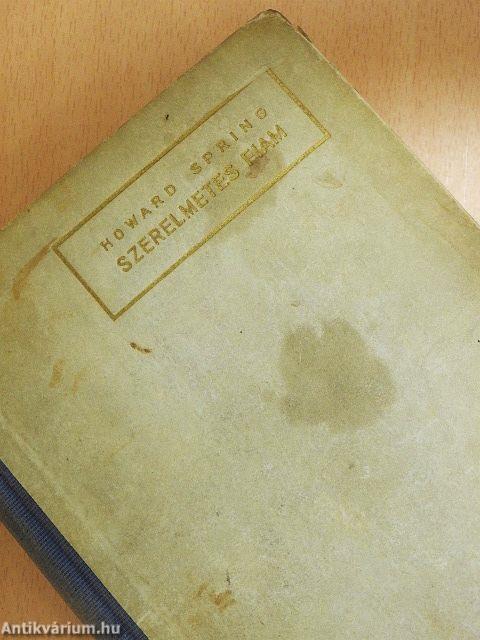 HOWARD SPRING
SZERELMETES FIAM
Antikvárium.hu